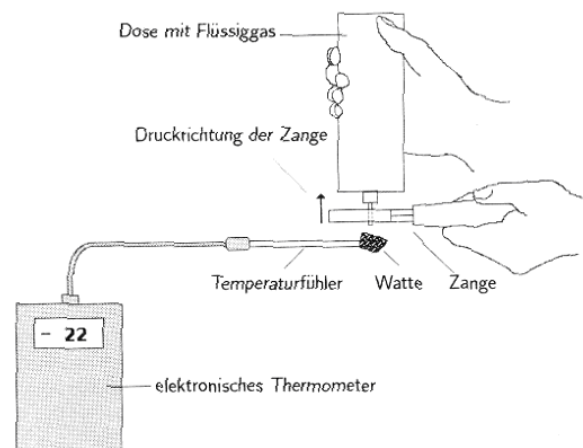 Dose mit Flüssiggas
Druckrichtung der Zange
Temperaturfühler Watte Zange
- 22
elektronisches Thermometer